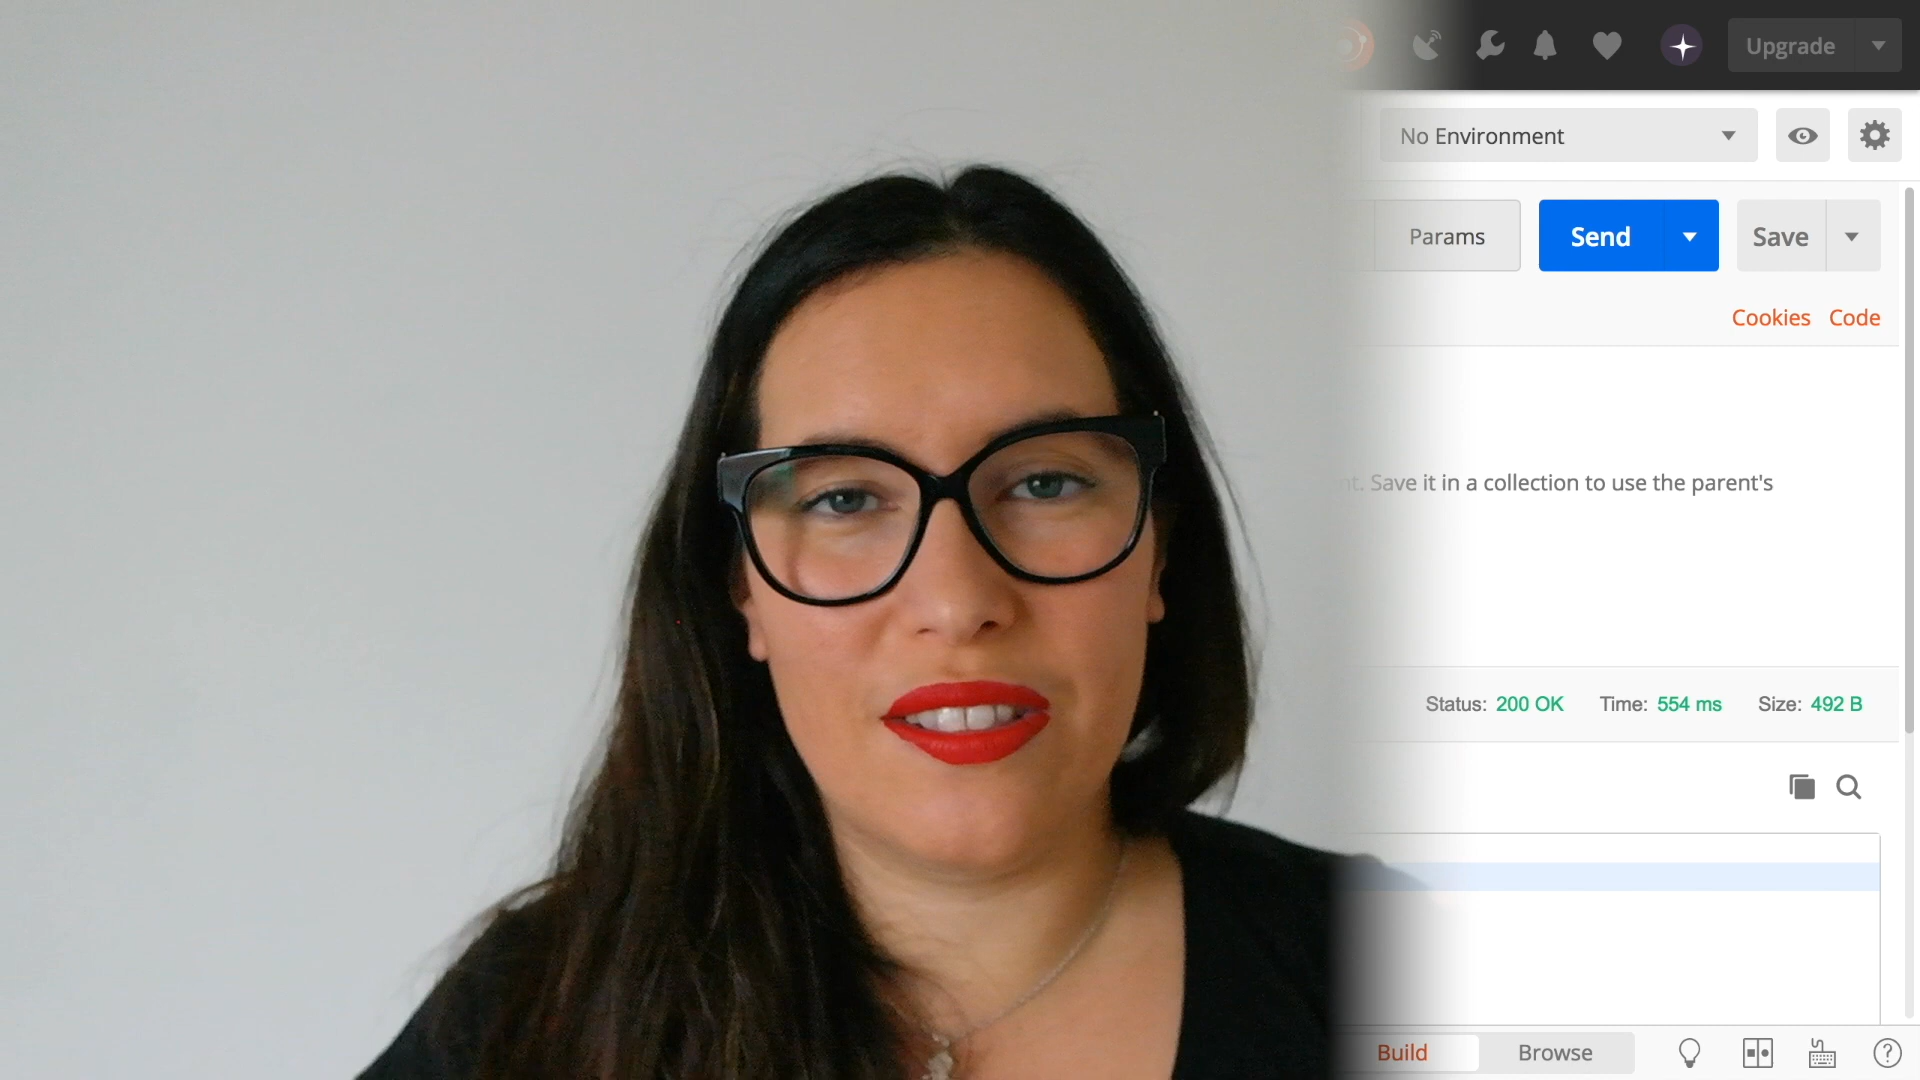 Upgrade
No Environment
Params
Send
Save
Cookies Code
Save it in a collection to use the parent's
Status: 200 OK Time: 554 ms Size: 492 B
Build
Browse